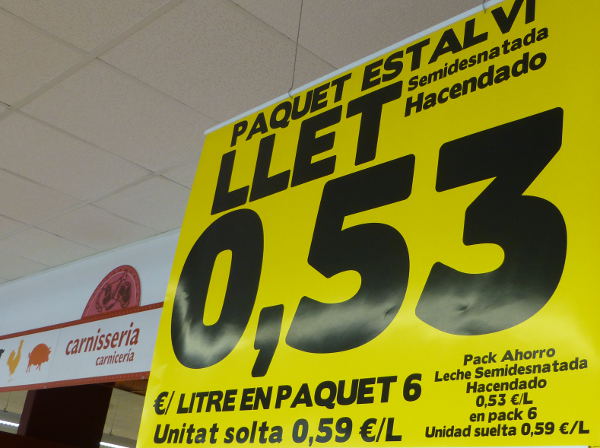 PAQUET ESTALVI
LLET
Semidesnatada
Hacendado
0,53
€/ LITRE EN PAQUET 6
Unitat solta 0,59 €/L
Pack Ahorro
Leche Semidesnatada
Hacendado
0,53 €/L
en pack 6
Unidad suelta 0,59 €/L
carnisseria
carnicería